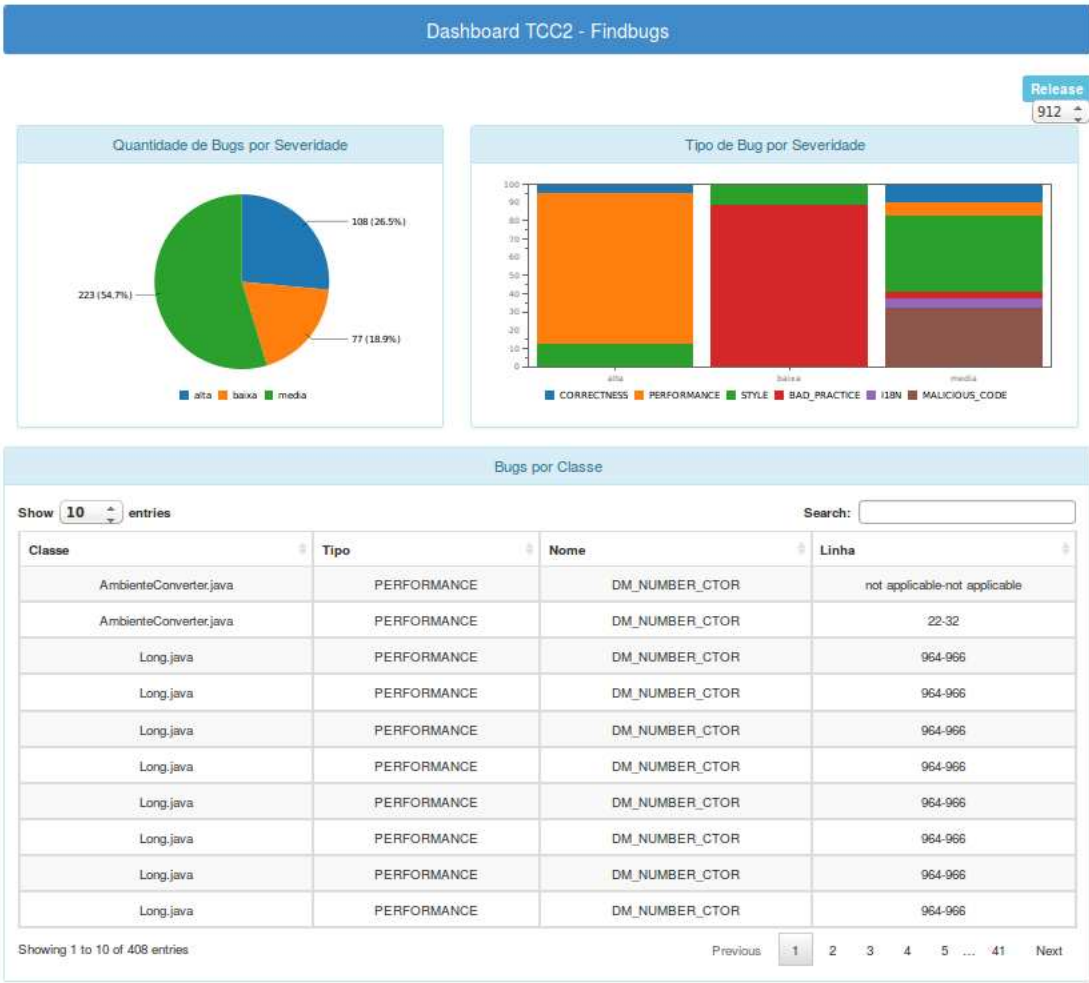 Dashboard TCC2 - Findbugs
Release
912
Quantidade de Bugs por Severidade
108 (26.5%)
223 (54.7%)
77 (18.9%)
alta baixa media
Tipo de Bug por Severidade
100
90
80
70
60
50
40
30
20
10
0
alta baixa media
CORRECTNESS PERFORMANCE STYLE BAD_PRACTICE I18N MALICIOUS_CODE
Bugs por Classe
Show 10 entries Search:
Classe Tipo Nome Linha
AmbienteConverter.java PERFORMANCE DM_NUMBER_CTOR not applicable-not applicable
AmbienteConverter.java PERFORMANCE DM_NUMBER_CTOR 22-32
Long.java PERFORMANCE DM_NUMBER_CTOR 964-966
Long.java PERFORMANCE DM_NUMBER_CTOR 964-966
Long.java PERFORMANCE DM_NUMBER_CTOR 964-966
Long.java PERFORMANCE DM_NUMBER_CTOR 964-966
Long.java PERFORMANCE DM_NUMBER_CTOR 964-966
Long.java PERFORMANCE DM_NUMBER_CTOR 964-966
Long.java PERFORMANCE DM_NUMBER_CTOR 964-966
Long.java PERFORMANCE DM_NUMBER_CTOR 964-966
Showing 1 to 10 of 408 entries Previous 1 2 3 4 5 ... 41 Next